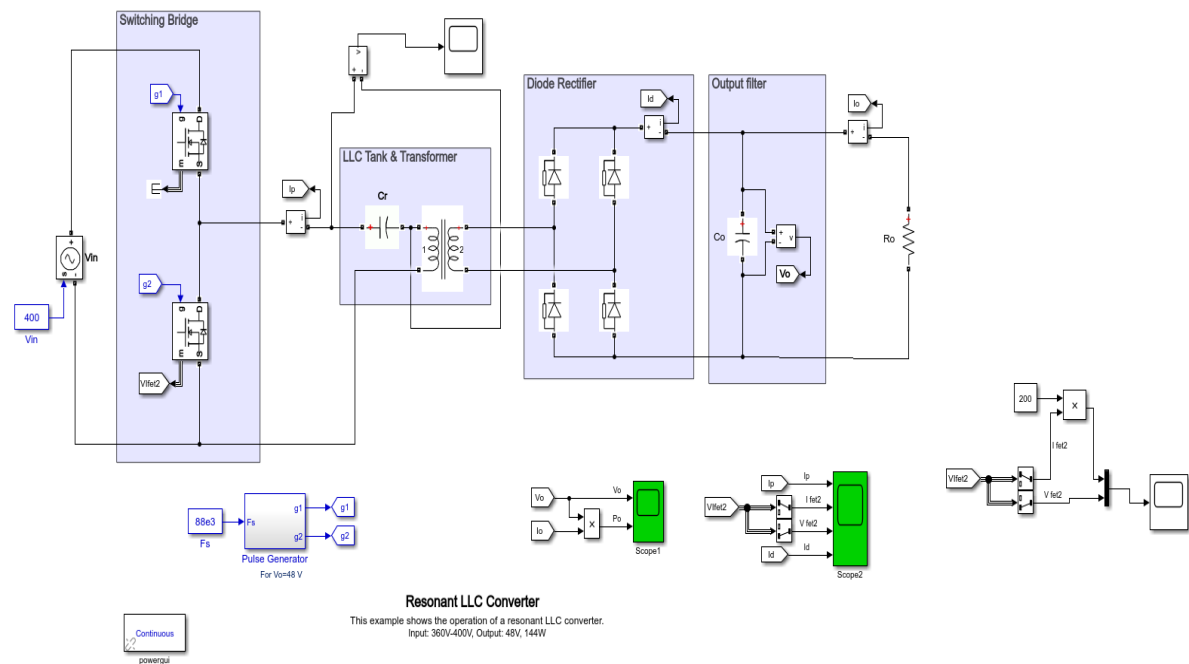 Switching Bridge
g1
g
D
m
s
g2
g
D
m
s
VIfet2
+
-
s
Vin
400
Vin
Ip
+
i
-
v
+ -
LLC Tank & Transformer
Cr
+
1
2
Diode Rectifier
Id
+
i
-
Output filter
Co
+
-
v
Vo
Io
+
i
-
Ro
+
200
×
I fet2
VIfet2
V fet2
88e3
Fs
Fs
g1
g2
g1
g2
Pulse Generator
For Vo=48 V
Vo
Vo
Io
×
Po
Scope1
Ip
Ip
VIfet2
I fet2
V fet2
Id
Id
Scope2
Resonant LLC Converter
This example shows the operation of a resonant LLC converter.
Input: 360V-400V, Output: 48V, 144W
Continuous
powergui